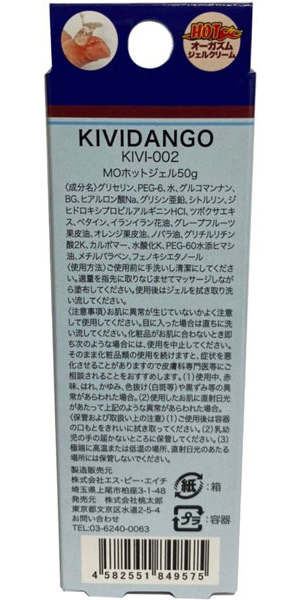 HOT
オーガズム
ジェルクリーム
KIVIDANGO
KIVI-002
MOホットジェル50g
〈成分名〉グリセリン、PEG-6、水、グルコマンナン、
BG、ヒアルロン酸Na、グリシン亜鉛、シトルリン、ジ
ヒドロキシプロピルアルギニンHCl、ツボクサエキ
ス、ベタイン、イランイラン花油、グレープフルーツ
果皮油、オレンジ果皮油、ノバラ油、グリチルリチン
酸2K、カルボマー、水酸化K、PEG-60水添ヒマシ
油、メチルパラベン、フェノキシエタノール
〈使用方法〉ご使用前に手洗いし清潔にしてください。
適量を指先に取りなじませてマッサージしなが
ら塗布してください。使用後はジェルを拭き取り洗
い流してください。
〈注意事項〉お肌に異常が生じていないかよく注意
して使用してください。目に入った場合は直ちに洗
い流してください。化粧品がお肌に合わないとき即
ち次のような場合には、使用を中止してください。
そのまま化粧品類の使用を続けますと、症状を悪
化させることがありますので皮膚科専門医等にご
相談されることをおすすめします。(1)使用中、赤
味、はれ、かゆみ、色抜け(白斑等)や黒ずみ等の異
常があらわれた場合。(2)使用したお肌に直射日光
があたって上記のような異常があらわれた場合。
〈保管および取扱い上の注意〉(1)ご使用後は容器
の口もとをきれいに拭き取ってください。(2)乳幼
児の手の届かないところに保管してください。(3)
極端に高温または低温の場所、直射日光のあたる
場所には保管しないでください。
製造販売元
株式会社エス・ピー・エイチ
埼玉県上尾市柏座3-1-48
発売元 株式会社桃太郎
東京都文京区水道2-5-4
お問い合わせ
TEL:03-6240-0063
紙
:箱
プラ
:容器
4 582551 849575